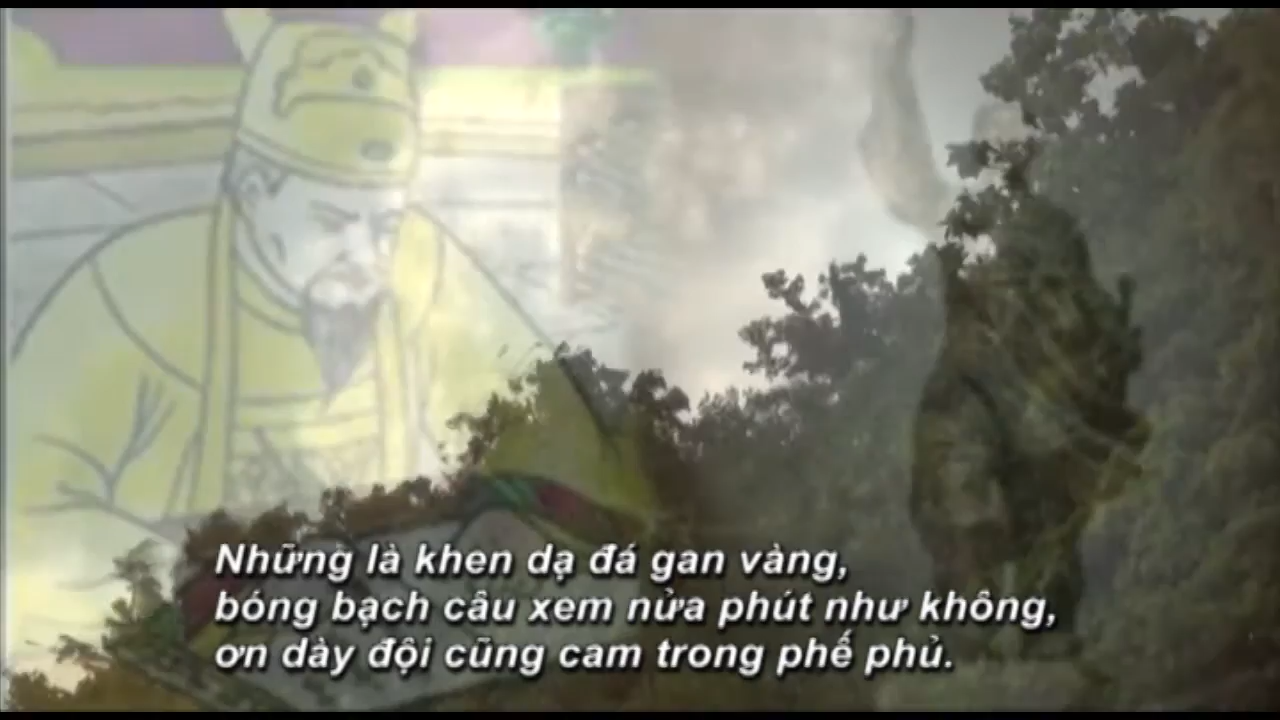 Những là khen dạ đá gan vàng,
bóng bạch câu xem nửa phút như không,
ơn dày đội cũng cam trong phế phủ.